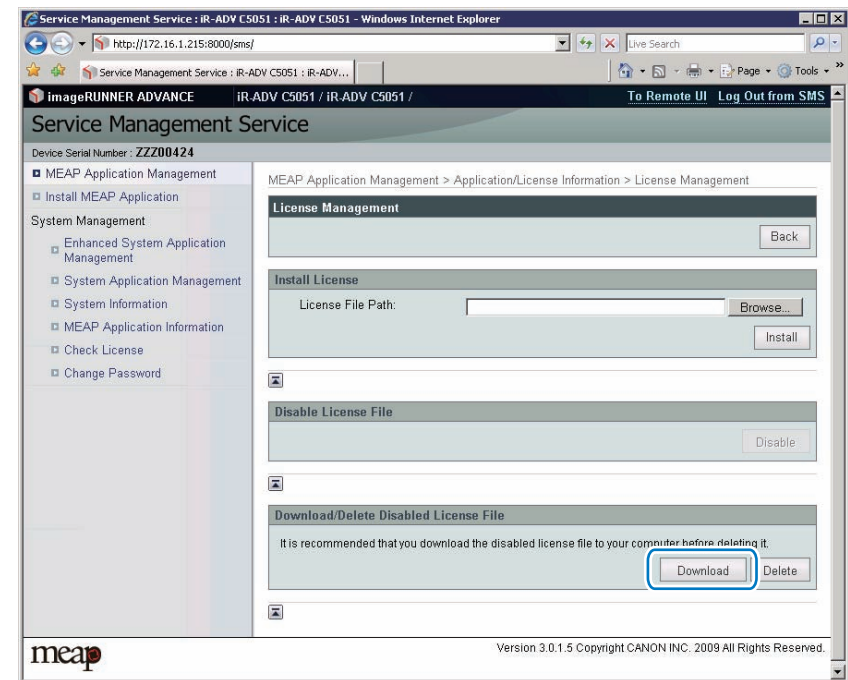 Service Management Service : iR-ADV C5051 : iR-ADV C5051 - Windows Internet Explorer
http://172.16.1.215:8000/sms/
Live Search
Service Management Service : iR-ADV C5051 : iR-ADV...
Page
Tools
imageRUNNER ADVANCE iR-ADV C5051 / iR-ADV C5051 / To Remote UI Log Out from SMS
Service Management Service
Device Serial Number : ZZZ00424
MEAP Application Management
Install MEAP Application
System Management
Enhanced System Application
Management
System Application Management
System Information
MEAP Application Information
Check License
Change Password
MEAP Application Management > Application/License Information > License Management
License Management
Back
Install License
License File Path:
Browse...
Install
Disable License File
Disable
Download/Delete Disabled License File
It is recommended that you download the disabled license file to your computer before deleting it.
Download
Delete
meap
Version 3.0.1.5 Copyright CANON INC. 2009 All Rights Reserved.